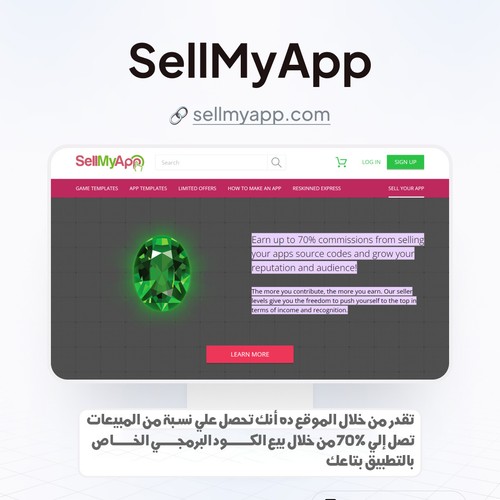 SellMyApp
sellmyapp.com
SellMyApp
Search
LOG IN
SIGN UP
GAME TEMPLATES
APP TEMPLATES
LIMITED OFFERS
HOW TO MAKE AN APP
RESKINNED EXPRESS
SELL YOUR APP
Earn up to 70% commissions from selling
your apps source codes and grow your
reputation and audience!
The more you contribute, the more you earn. Our seller
levels give you the freedom to push yourself to the top in
terms of income and recognition.
LEARN MORE
تقدر من خلال الموقع ده أنك تحصل علي نسبة من المبيعات
تصل إلي 70% من خلال بيع الكـــود البرمجـــي الخـــاص
بالتطبيق بتاعك